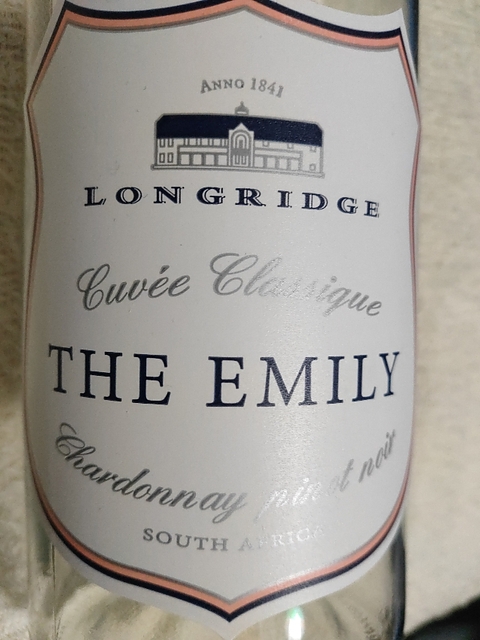 ANNO 1841
LONGRIDGE
Cuvée Classique
THE EMILY
Chardonnay pinot noir
SOUTH AFRICA